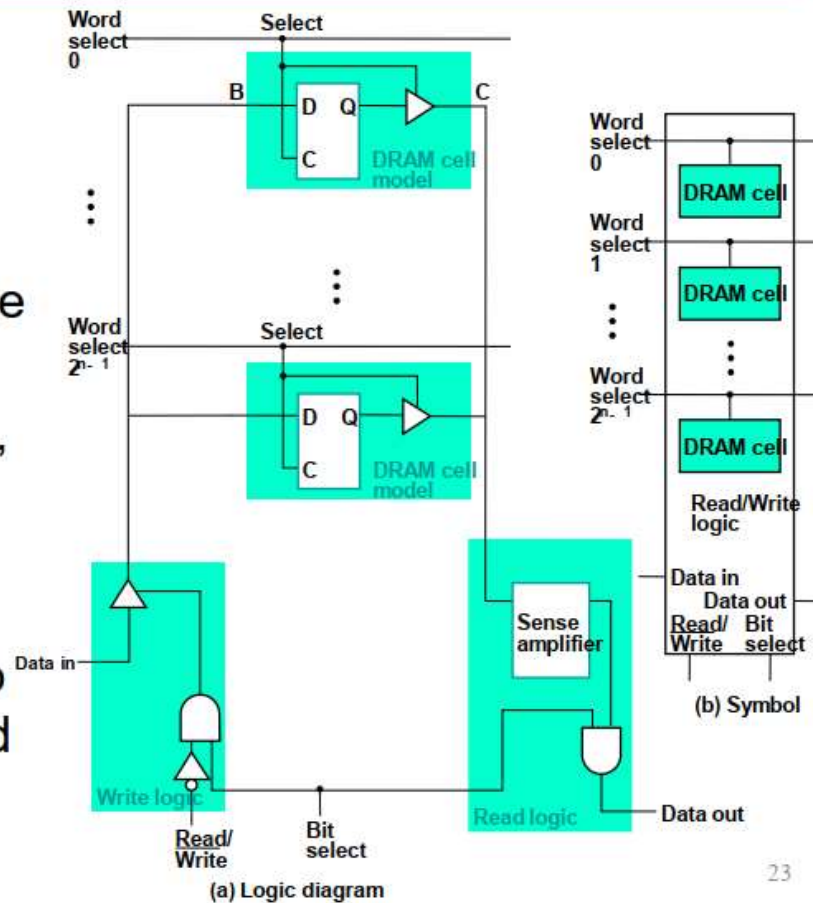 Word
select
0
Select
B
D Q
C
C
DRAM cell
model
e
Word
select
2n- 1
Select
,
D Q
C
DRAM cell
model
Data in
o
d
Write logic
Read/
Write
Bit
select
Sense
amplifier
Read logic
Data out
(a) Logic diagram
Word
select
0
DRAM cell
Word
select
1
DRAM cell
Word
select
2n- 1
DRAM cell
Read/Write
logic
Data in
Data out
Read/ Bit
Write select
(b) Symbol
23